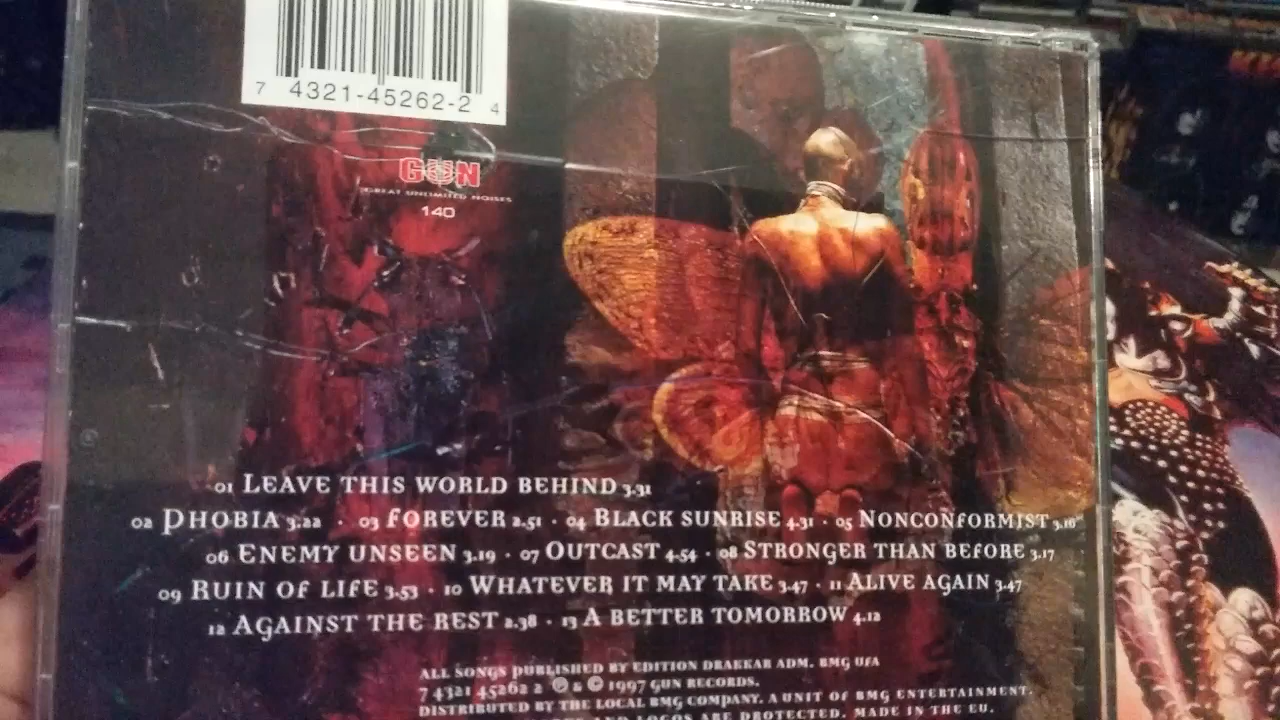 7 4321-45262-2 4
GUN
GREAT UNLIMITED NOISES
140
01 LEAVE THIS WORLD BEHIND 3.31
02 PHOBIA 3.22 · 03 FOREVER 2.51 · 04 BLACK SUNRISE 4.31 · 05 NONCONFORMIST 3.16
06 ENEMY UNSEEN 3.19 · 07 OUTCAST 4.54 · 08 STRONGER THAN BEFORE 3.17
09 RUIN OF LIFE 3.53 · 10 WHATEVER IT MAY TAKE 3.47 · 11 ALIVE AGAIN 3.47
12 AGAINST THE REST 2.38 · 13 A BETTER TOMORROW 4.12
ALL SONGS PUBLISHED BY EDITION DRAKKAR ADM. BMG UFA
7 4321 45262 2 ℗ & © 1997 GUN RECORDS.
DISTRIBUTED BY THE LOCAL BMG COMPANY. A UNIT OF BMG ENTERTAINMENT.
AND LOGOS ARE PROTECTED. MADE IN THE EU.